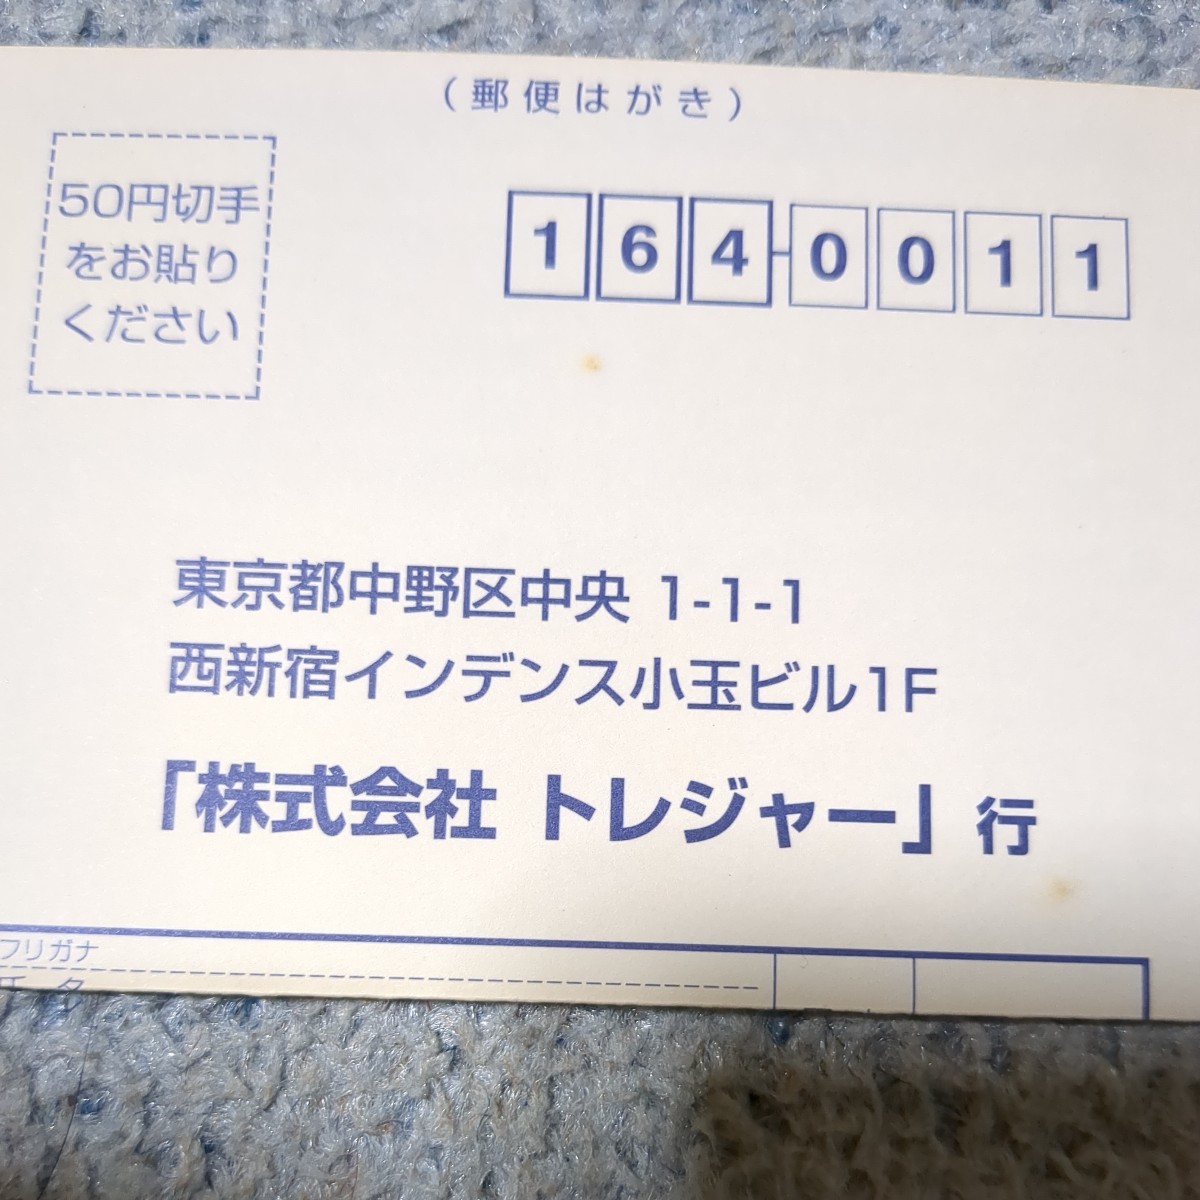 （郵便はがき）
50円切手
をお貼り
ください
164-0011
東京都中野区中央 1-1-1
西新宿インデンス小玉ビル1F
「株式会社 トレジャー」行
フリガナ
氏名